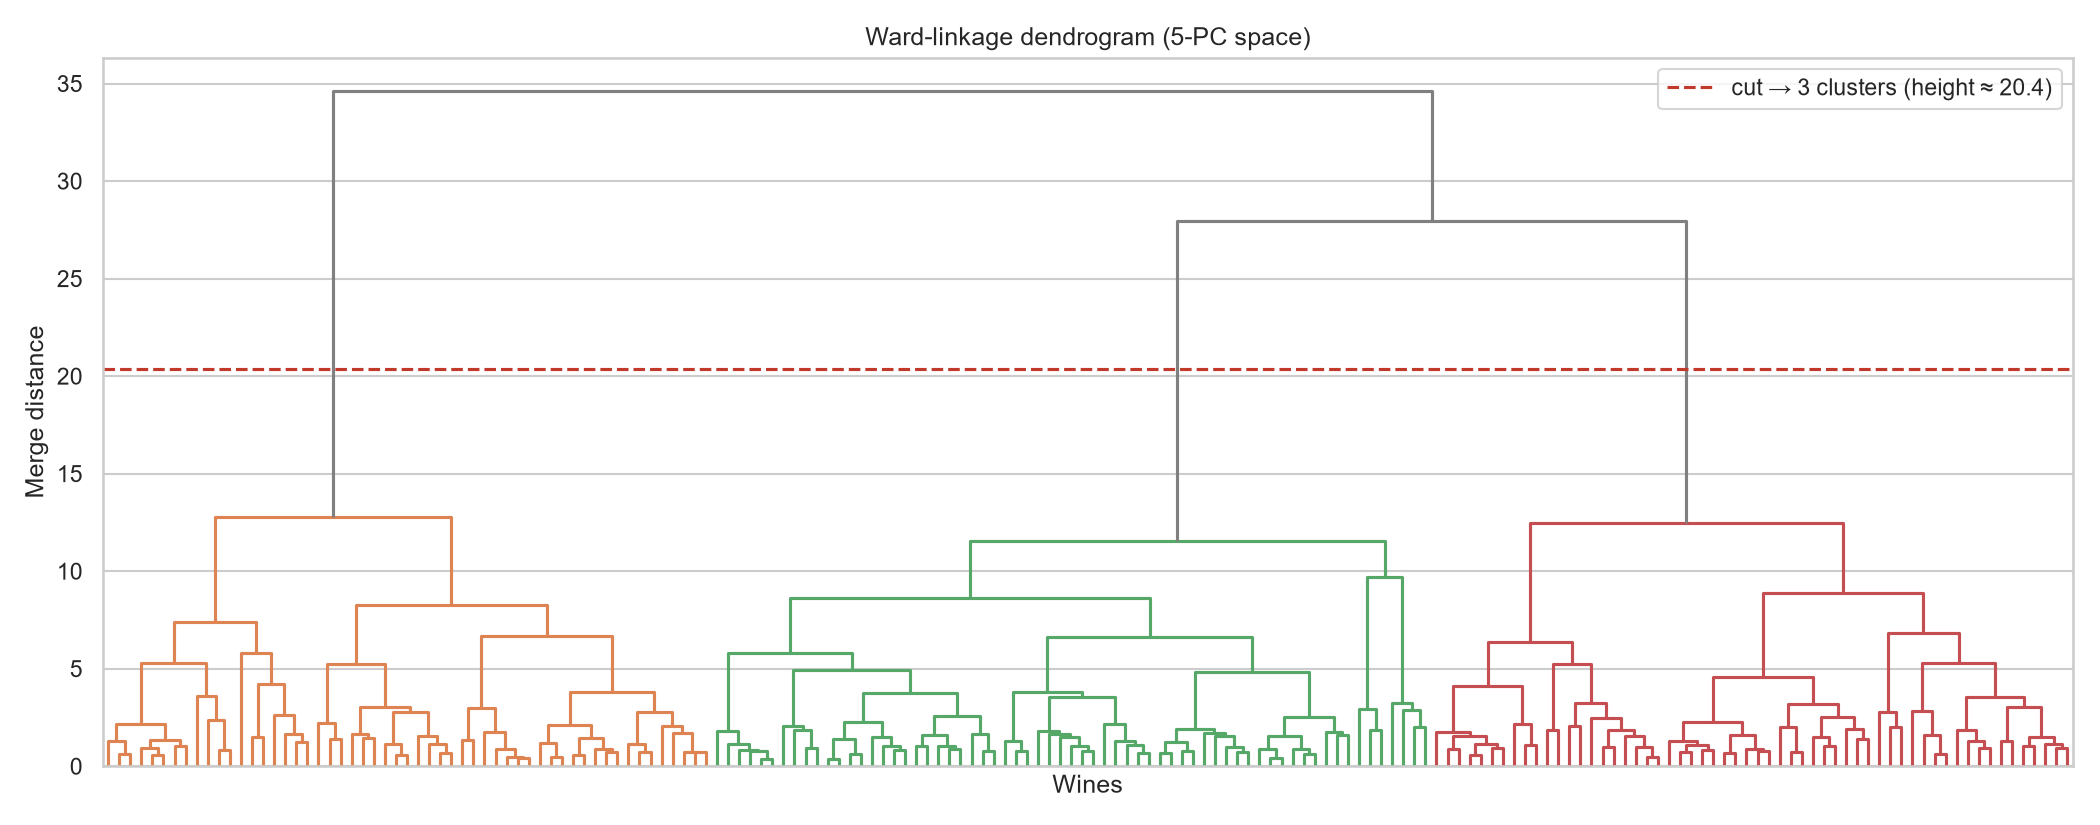 Ward-linkage dendrogram (5-PC space)
cut → 3 clusters (height ≈ 20.4)
35
30
25
20
15
10
5
0
Merge distance
Wines